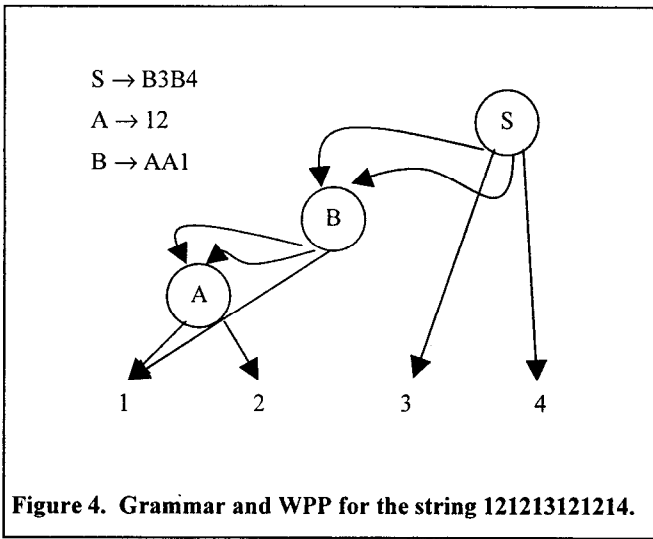 S → B3B4
A → 12
B → AA1
S
B
A
1 2 3 4
Figure 4. Grammar and WPP for the string 121213121214.